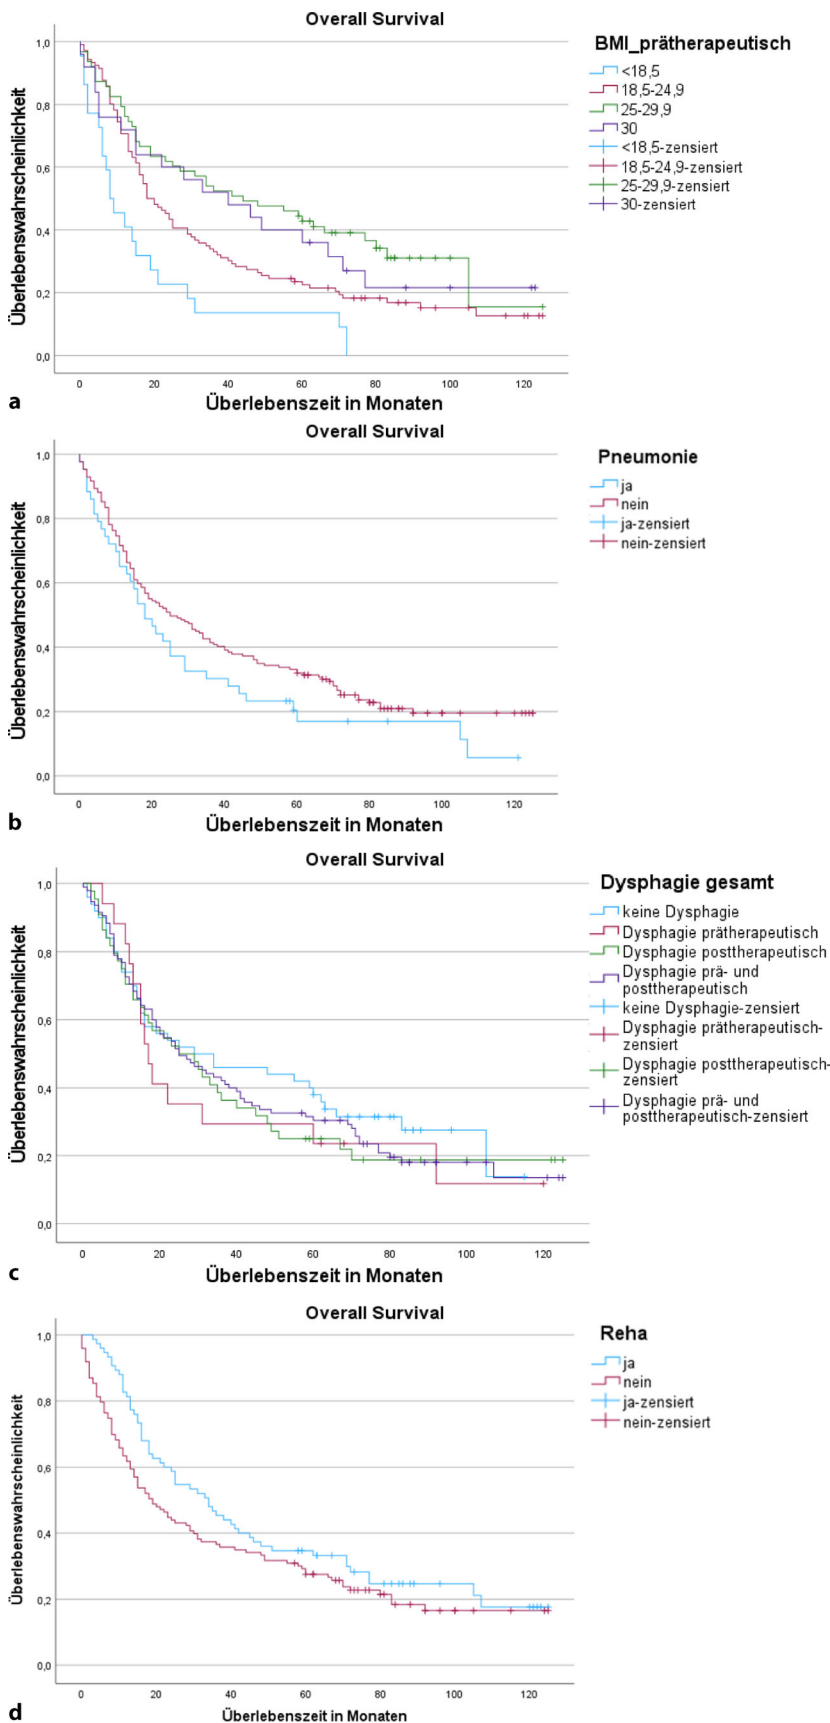 Overall Survival
Überlebenswahrscheinlichkeit
1,0
0,8
0,6
0,4
0,2
0,0
0 20 40 60 80 100 120
Überlebenszeit in Monaten
BMI_prätherapeutisch
<18,5
18,5-24,9
25-29,9
30
<18,5-zensiert
18,5-24,9-zensiert
25-29,9-zensiert
30-zensiert
a
Overall Survival
Überlebenswahrscheinlichkeit
1,0
0,8
0,6
0,4
0,2
0,0
0 20 40 60 80 100 120
Überlebenszeit in Monaten
Pneumonie
ja
nein
ja-zensiert
nein-zensiert
b
Overall Survival
Überlebenswahrscheinlichkeit
1,0
0,8
0,6
0,4
0,2
0,0
0 20 40 60 80 100 120
Überlebenszeit in Monaten
Dysphagie gesamt
keine Dysphagie
Dysphagie prätherapeutisch
Dysphagie posttherapeutisch
Dysphagie prä- und
posttherapeutisch
keine Dysphagie-zensiert
Dysphagie prätherapeutisch-
zensiert
Dysphagie posttherapeutisch-
zensiert
Dysphagie prä- und
posttherapeutisch-zensiert
c
Overall Survival
Überlebenswahrscheinlichkeit
1,0
0,8
0,6
0,4
0,2
0,0
0 20 40 60 80 100 120
Überlebenszeit in Monaten
Reha
ja
nein
ja-zensiert
nein-zensiert
d